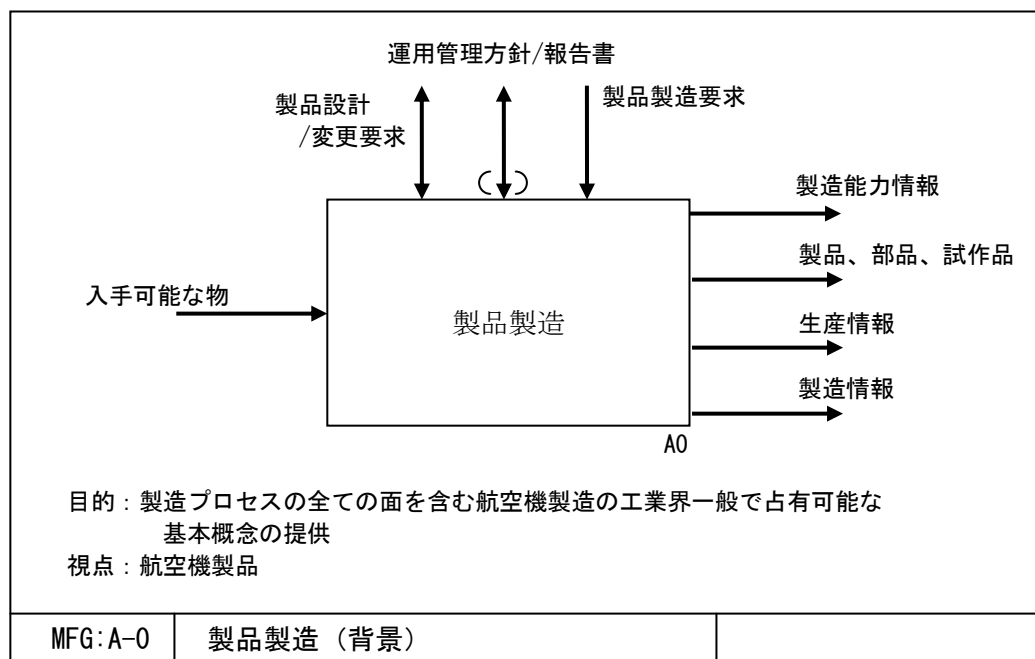 運用管理方針/報告書
製品設計
/変更要求
製品製造要求
製造能力情報
製品、部品、試作品
入手可能な物
製品製造
生産情報
製造情報
A0
目的：製造プロセスの全ての面を含む航空機製造の工業界一般で占有可能な
基本概念の提供
視点：航空機製品
MFG:A-0
製品製造（背景）